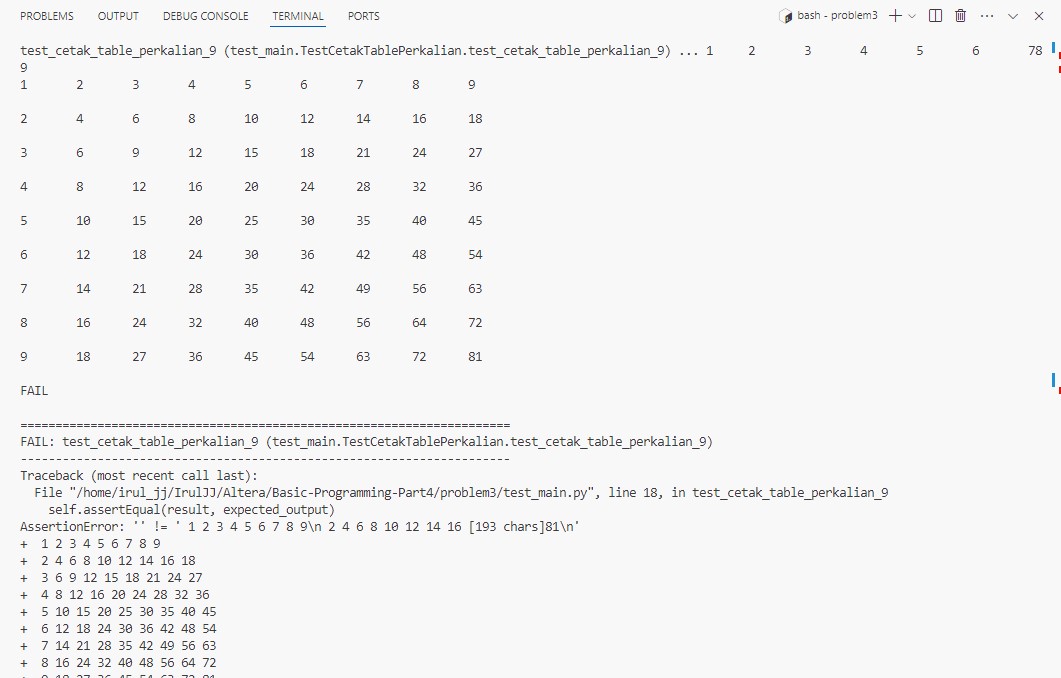 PROBLEMS OUTPUT DEBUG CONSOLE TERMINAL PORTS bash - problem3
test_cetak_table_perkalian_9 (test_main.TestCetakTablePerkalian.test_cetak_table_perkalian_9) ... 1 2 3 4 5 6 78
9
1 2 3 4 5 6 7 8 9
2 4 6 8 10 12 14 16 18
3 6 9 12 15 18 21 24 27
4 8 12 16 20 24 28 32 36
5 10 15 20 25 30 35 40 45
6 12 18 24 30 36 42 48 54
7 14 21 28 35 42 49 56 63
8 16 24 32 40 48 56 64 72
9 18 27 36 45 54 63 72 81
FAIL
======================================================================
FAIL: test_cetak_table_perkalian_9 (test_main.TestCetakTablePerkalian.test_cetak_table_perkalian_9)
----------------------------------------------------------------------
Traceback (most recent call last):
  File "/home/irul_jj/IrulJJ/Altera/Basic-Programming-Part4/problem3/test_main.py", line 18, in test_cetak_table_perkalian_9
    self.assertEqual(result, expected_output)
AssertionError: '' != ' 1 2 3 4 5 6 7 8 9\n 2 4 6 8 10 12 14 16 [193 chars]81\n'
+  1 2 3 4 5 6 7 8 9
+  2 4 6 8 10 12 14 16 18
+  3 6 9 12 15 18 21 24 27
+  4 8 12 16 20 24 28 32 36
+  5 10 15 20 25 30 35 40 45
+  6 12 18 24 30 36 42 48 54
+  7 14 21 28 35 42 49 56 63
+  8 16 24 32 40 48 56 64 72